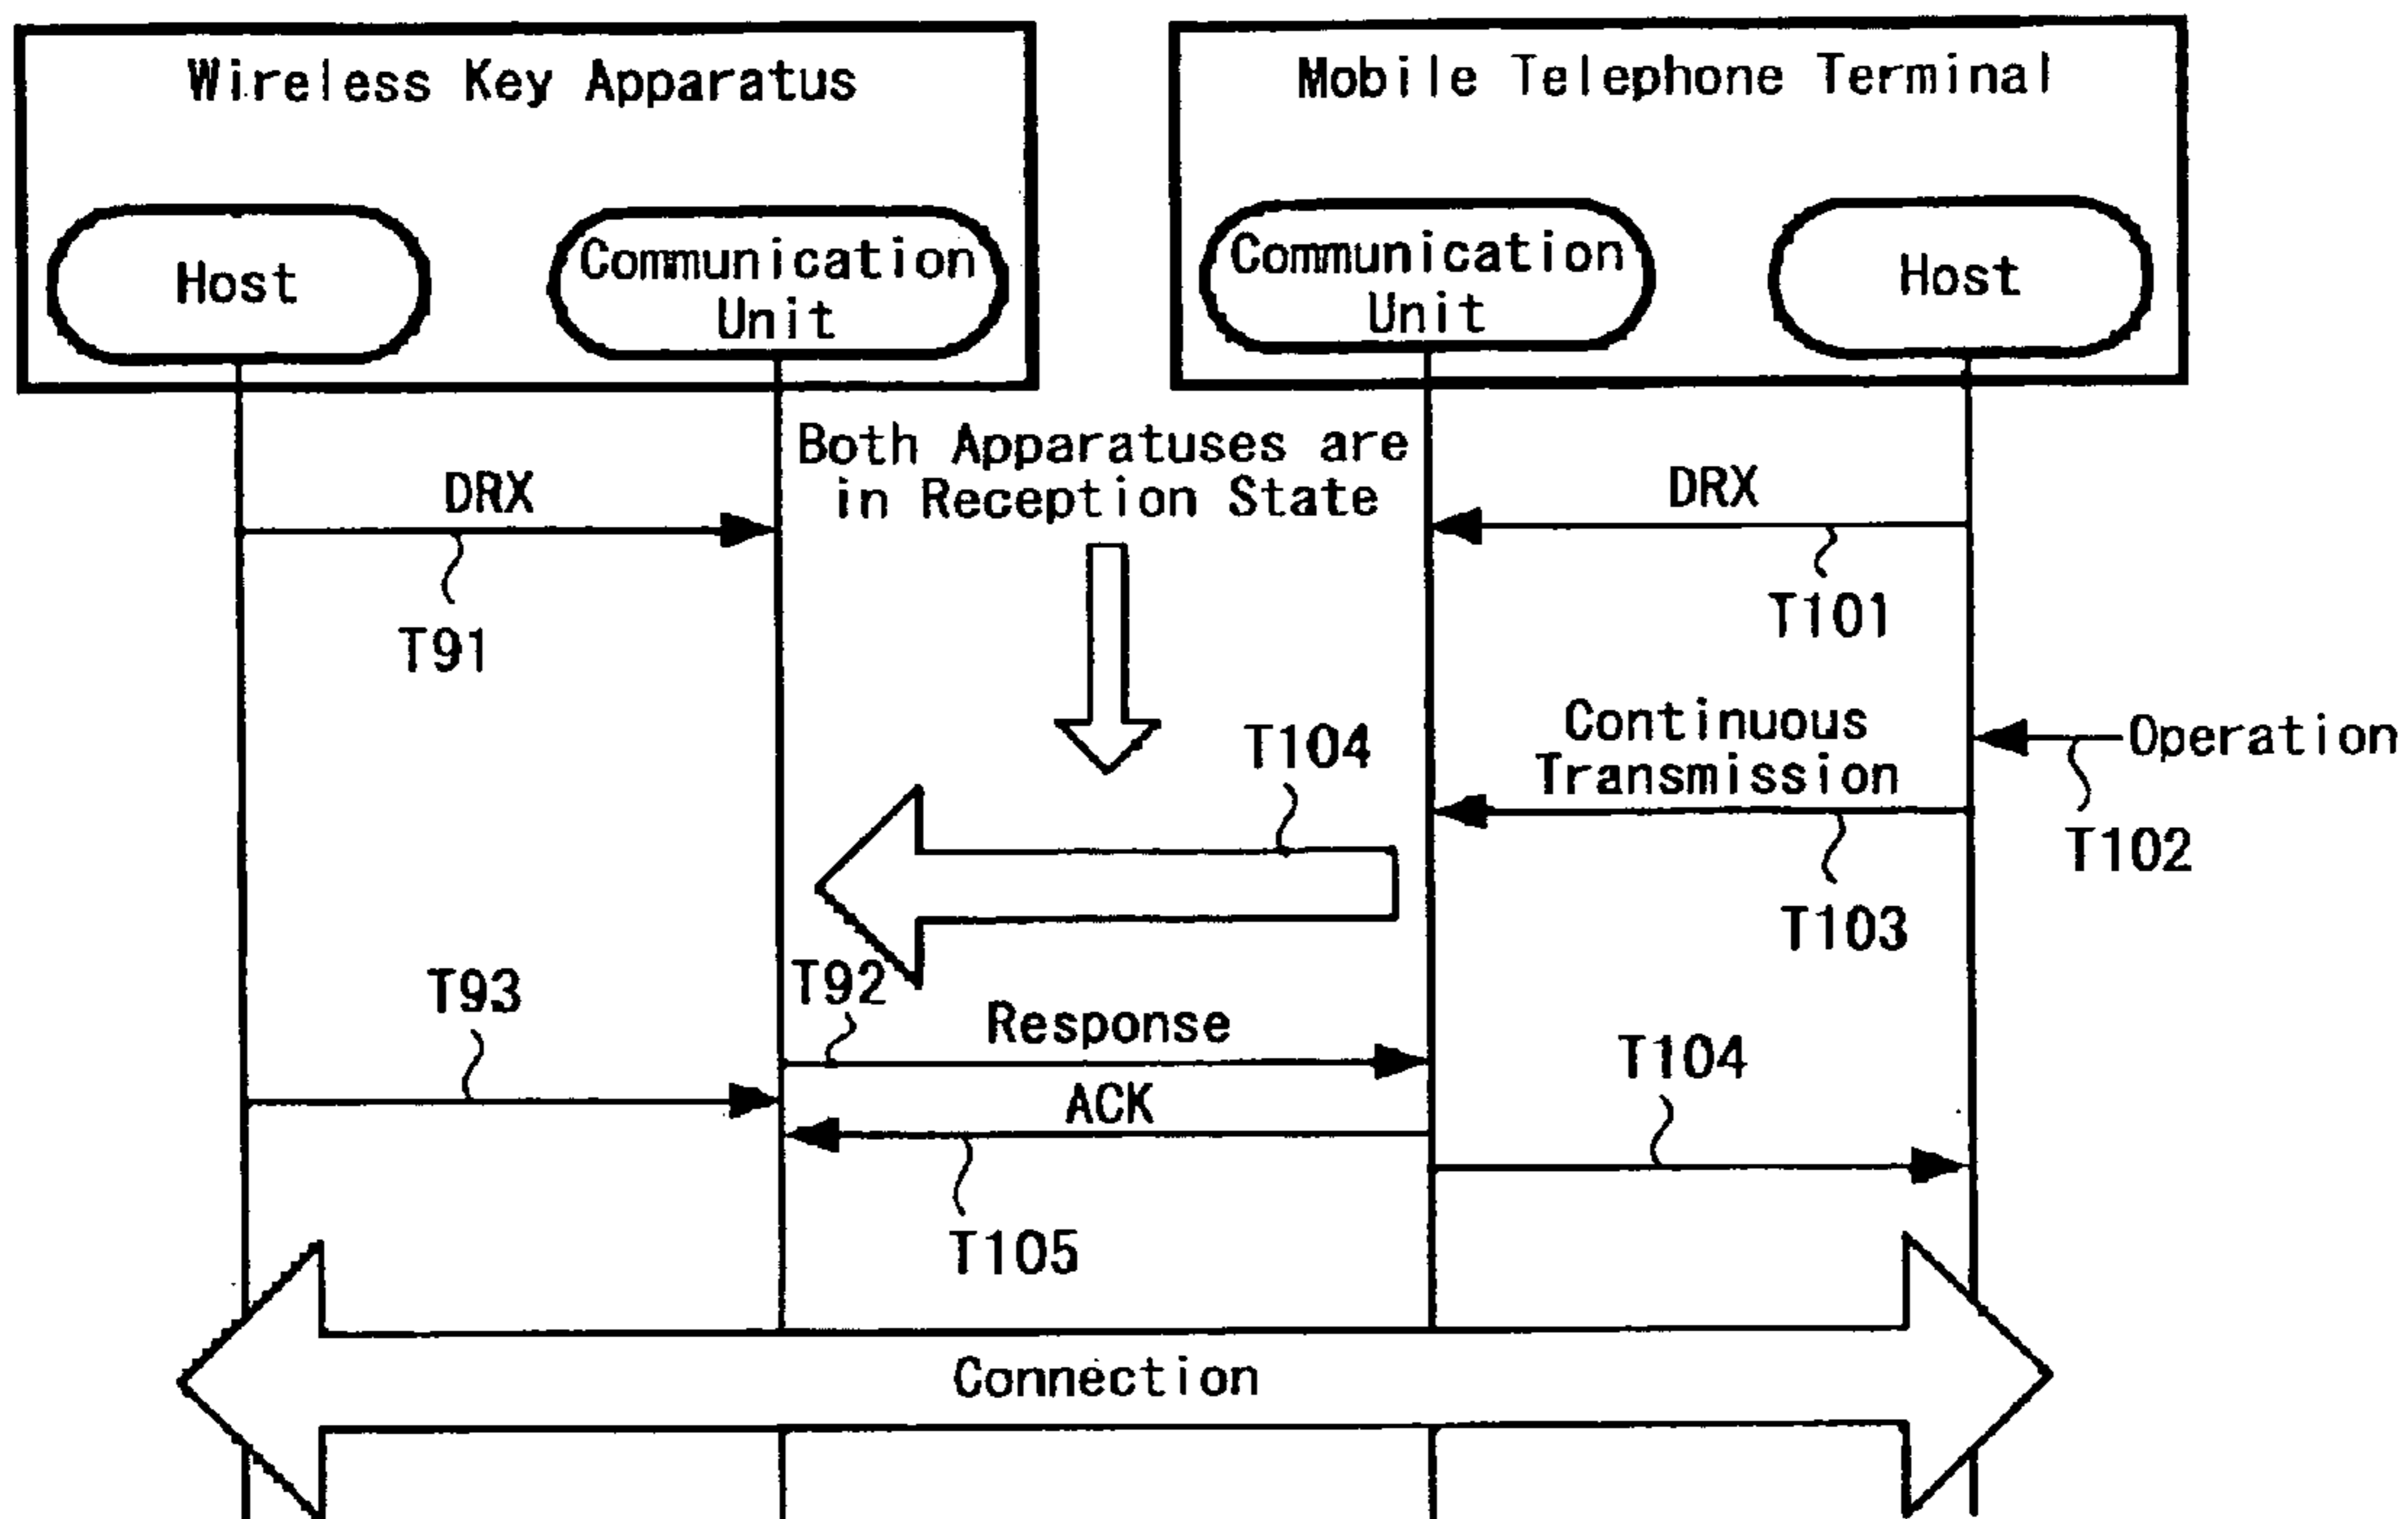 Wireless Key Apparatus
Mobile Telephone Terminal
Host
Communication
Unit
Communication
Unit
Host
Both Apparatuses are
in Reception State
DRX
DRX
T91
T101
Continuous
Transmission
Operation
T104
T102
T103
T93
T92
Response
T104
ACK
T105
Connection